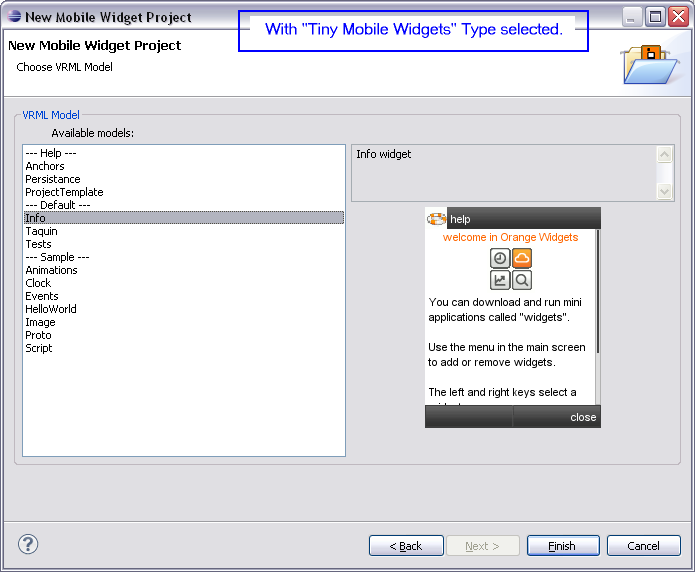 New Mobile Widget Project
With "Tiny Mobile Widgets" Type selected.
New Mobile Widget Project
Choose VRML Model
VRML Model
Available models:
--- Help ---
Anchors
Persistance
ProjectTemplate
--- Default ---
Info
Taquin
Tests
--- Sample ---
Animations
Clock
Events
HelloWorld
Image
Proto
Script
Info widget
help
welcome in Orange Widgets
You can download and run mini
applications called "widgets".
Use the menu in the main screen
to add or remove widgets.
The left and right keys select a
close
< Back
Next >
Finish
Cancel